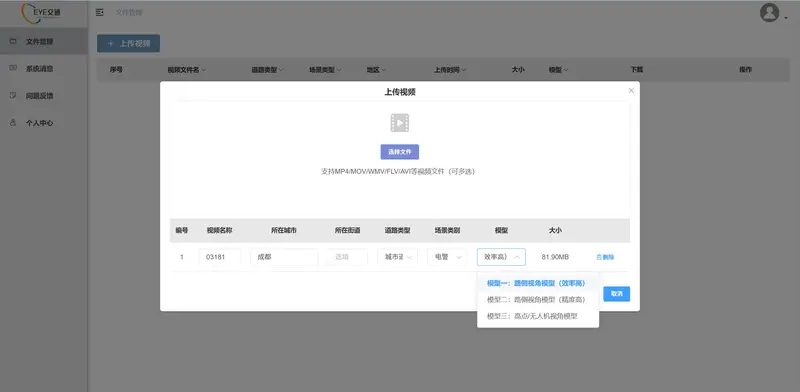 EYE交通
文件管理
+ 上传视频
文件管理
系统消息
问题反馈
个人中心
序号 视频文件名 道路类型 场景类型 地区 上传时间 大小 模型 下载 操作
上传视频
选择文件
支持MP4/MOV/WMV/FLV/AVI等视频文件（可多选）
编号 视频名称 所在城市 所在街道 道路类型 场景类别 模型 大小
1 03181 成都 选填 城市道 电警 效率高） 81.90MB 删除
模型一：路侧视角模型（效率高）
模型二：路侧视角模型（精度高）
模型三：高点/无人机视角模型
取消